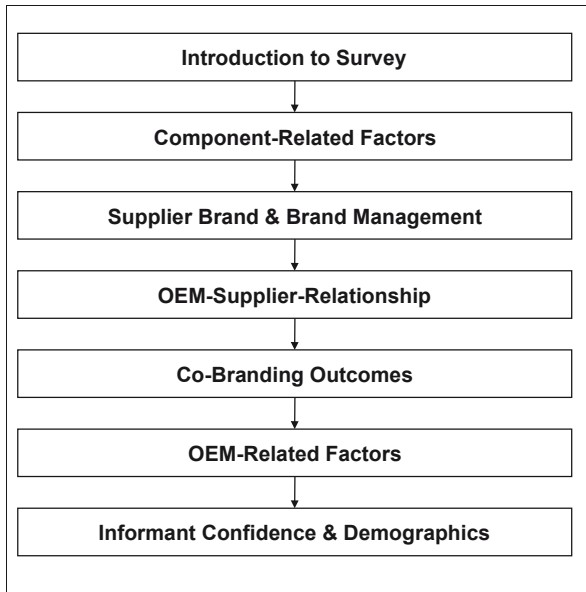 Introduction to Survey
Component-Related Factors
Supplier Brand & Brand Management
OEM-Supplier-Relationship
Co-Branding Outcomes
OEM-Related Factors
Informant Confidence & Demographics